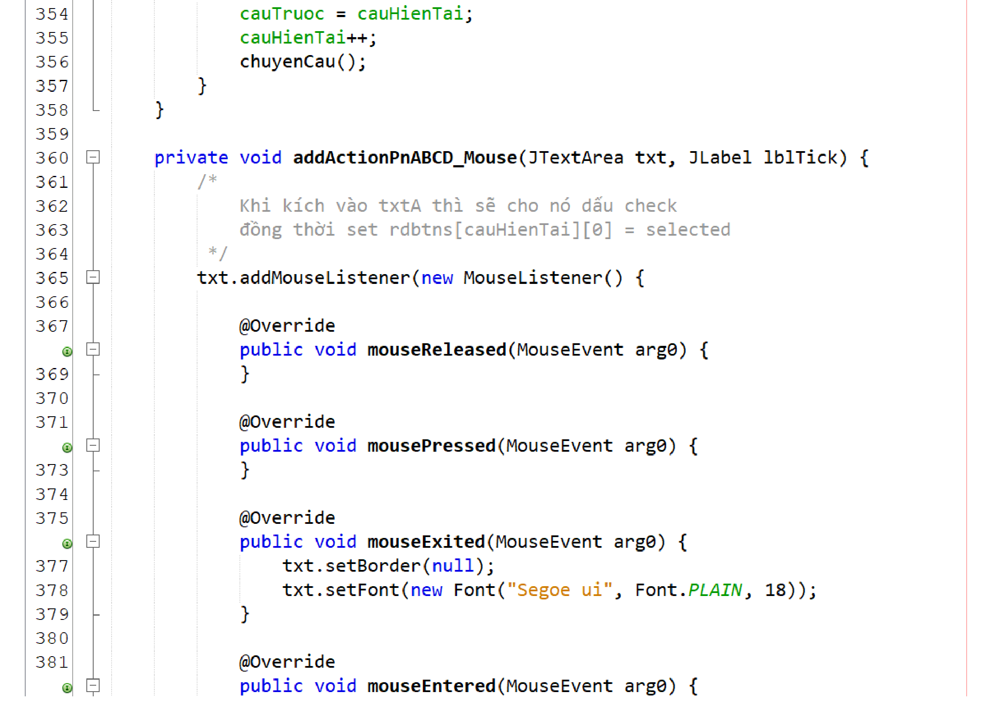 354 cauTruoc = cauHienTai;
355 cauHienTai++;
356 chuyenCau();
357 }
358 }
359
360 private void addActionPnABCD_Mouse(JTextArea txt, JLabel lblTick) {
361 /*
362 Khi kích vào txtA thì sẽ cho nó dấu check
363 đồng thời set rdbtns[cauHienTai][0] = selected
364 */
365 txt.addMouseListener(new MouseListener() {
366
367 @Override
public void mouseReleased(MouseEvent arg0) {
369 }
370
371 @Override
public void mousePressed(MouseEvent arg0) {
373 }
374
375 @Override
public void mouseExited(MouseEvent arg0) {
377 txt.setBorder(null);
378 txt.setFont(new Font("Segoe ui", Font.PLAIN, 18));
379 }
380
381 @Override
public void mouseEntered(MouseEvent arg0) {